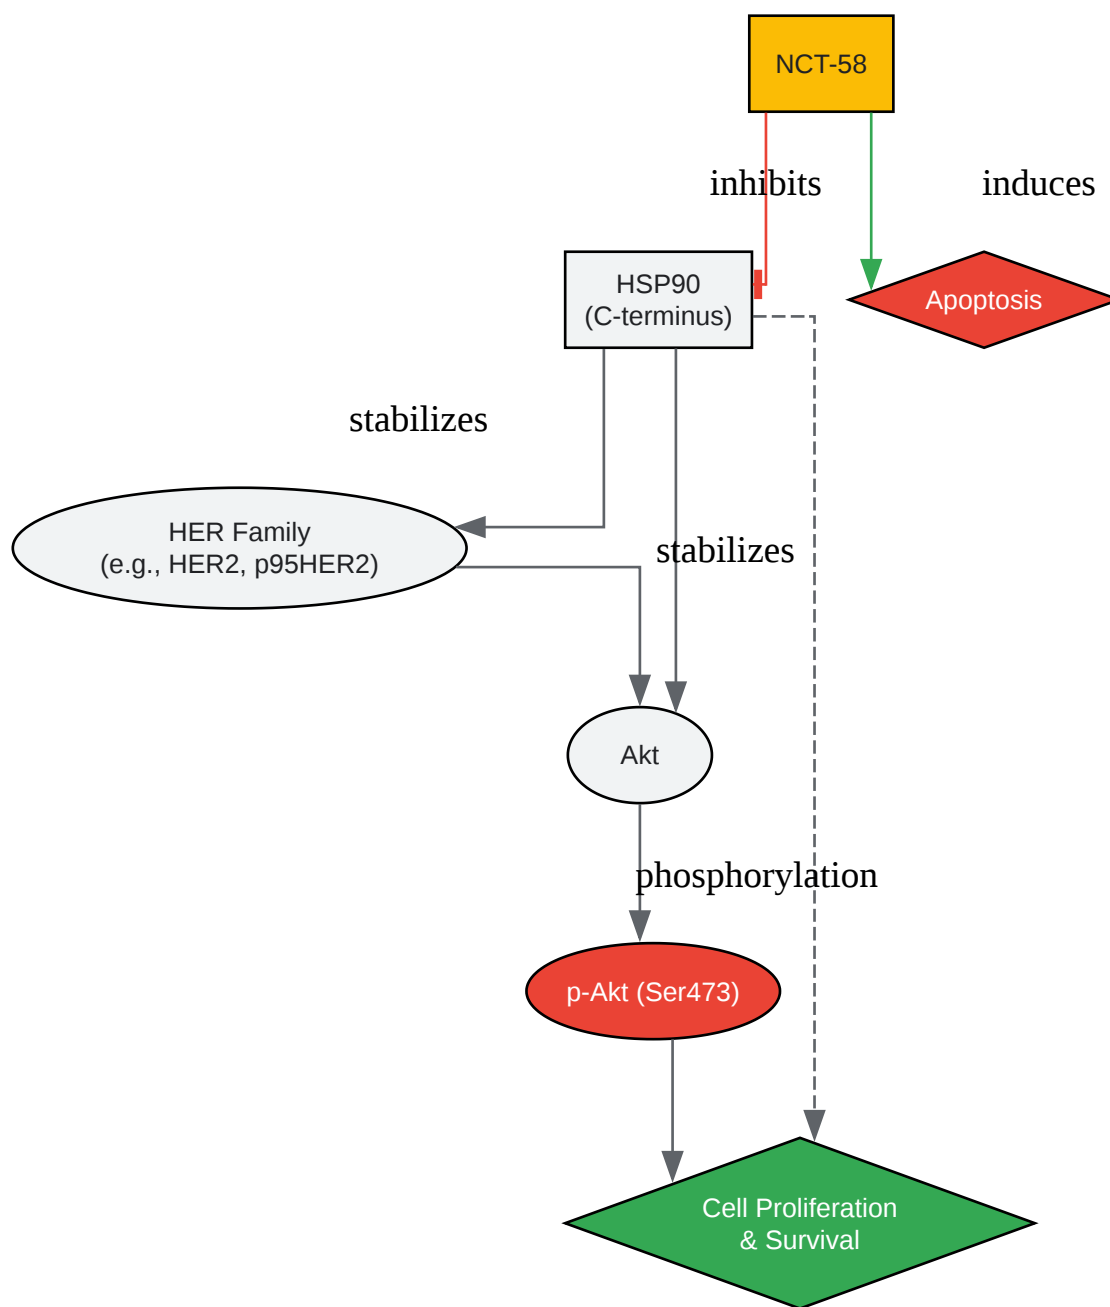 NCT-58
inhibits
induces
HSP90
(C-terminus)
Apoptosis
stabilizes
HER Family
(e.g., HER2, p95HER2)
stabilizes
Akt
phosphorylation
p-Akt (Ser473)
Cell Proliferation
& Survival